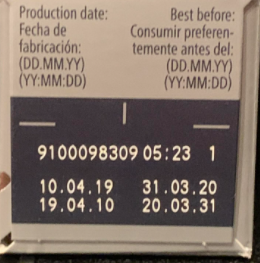 Production date: Best before:
Fecha de Consumir preferen-
fabricación: temente antes del:
(DD.MM.YY) (DD.MM.YY)
(YY:MM:DD) (YY:MM:DD)
9100098309 05:23 1
10.04.19 31.03.20
19.04.10 20.03.31